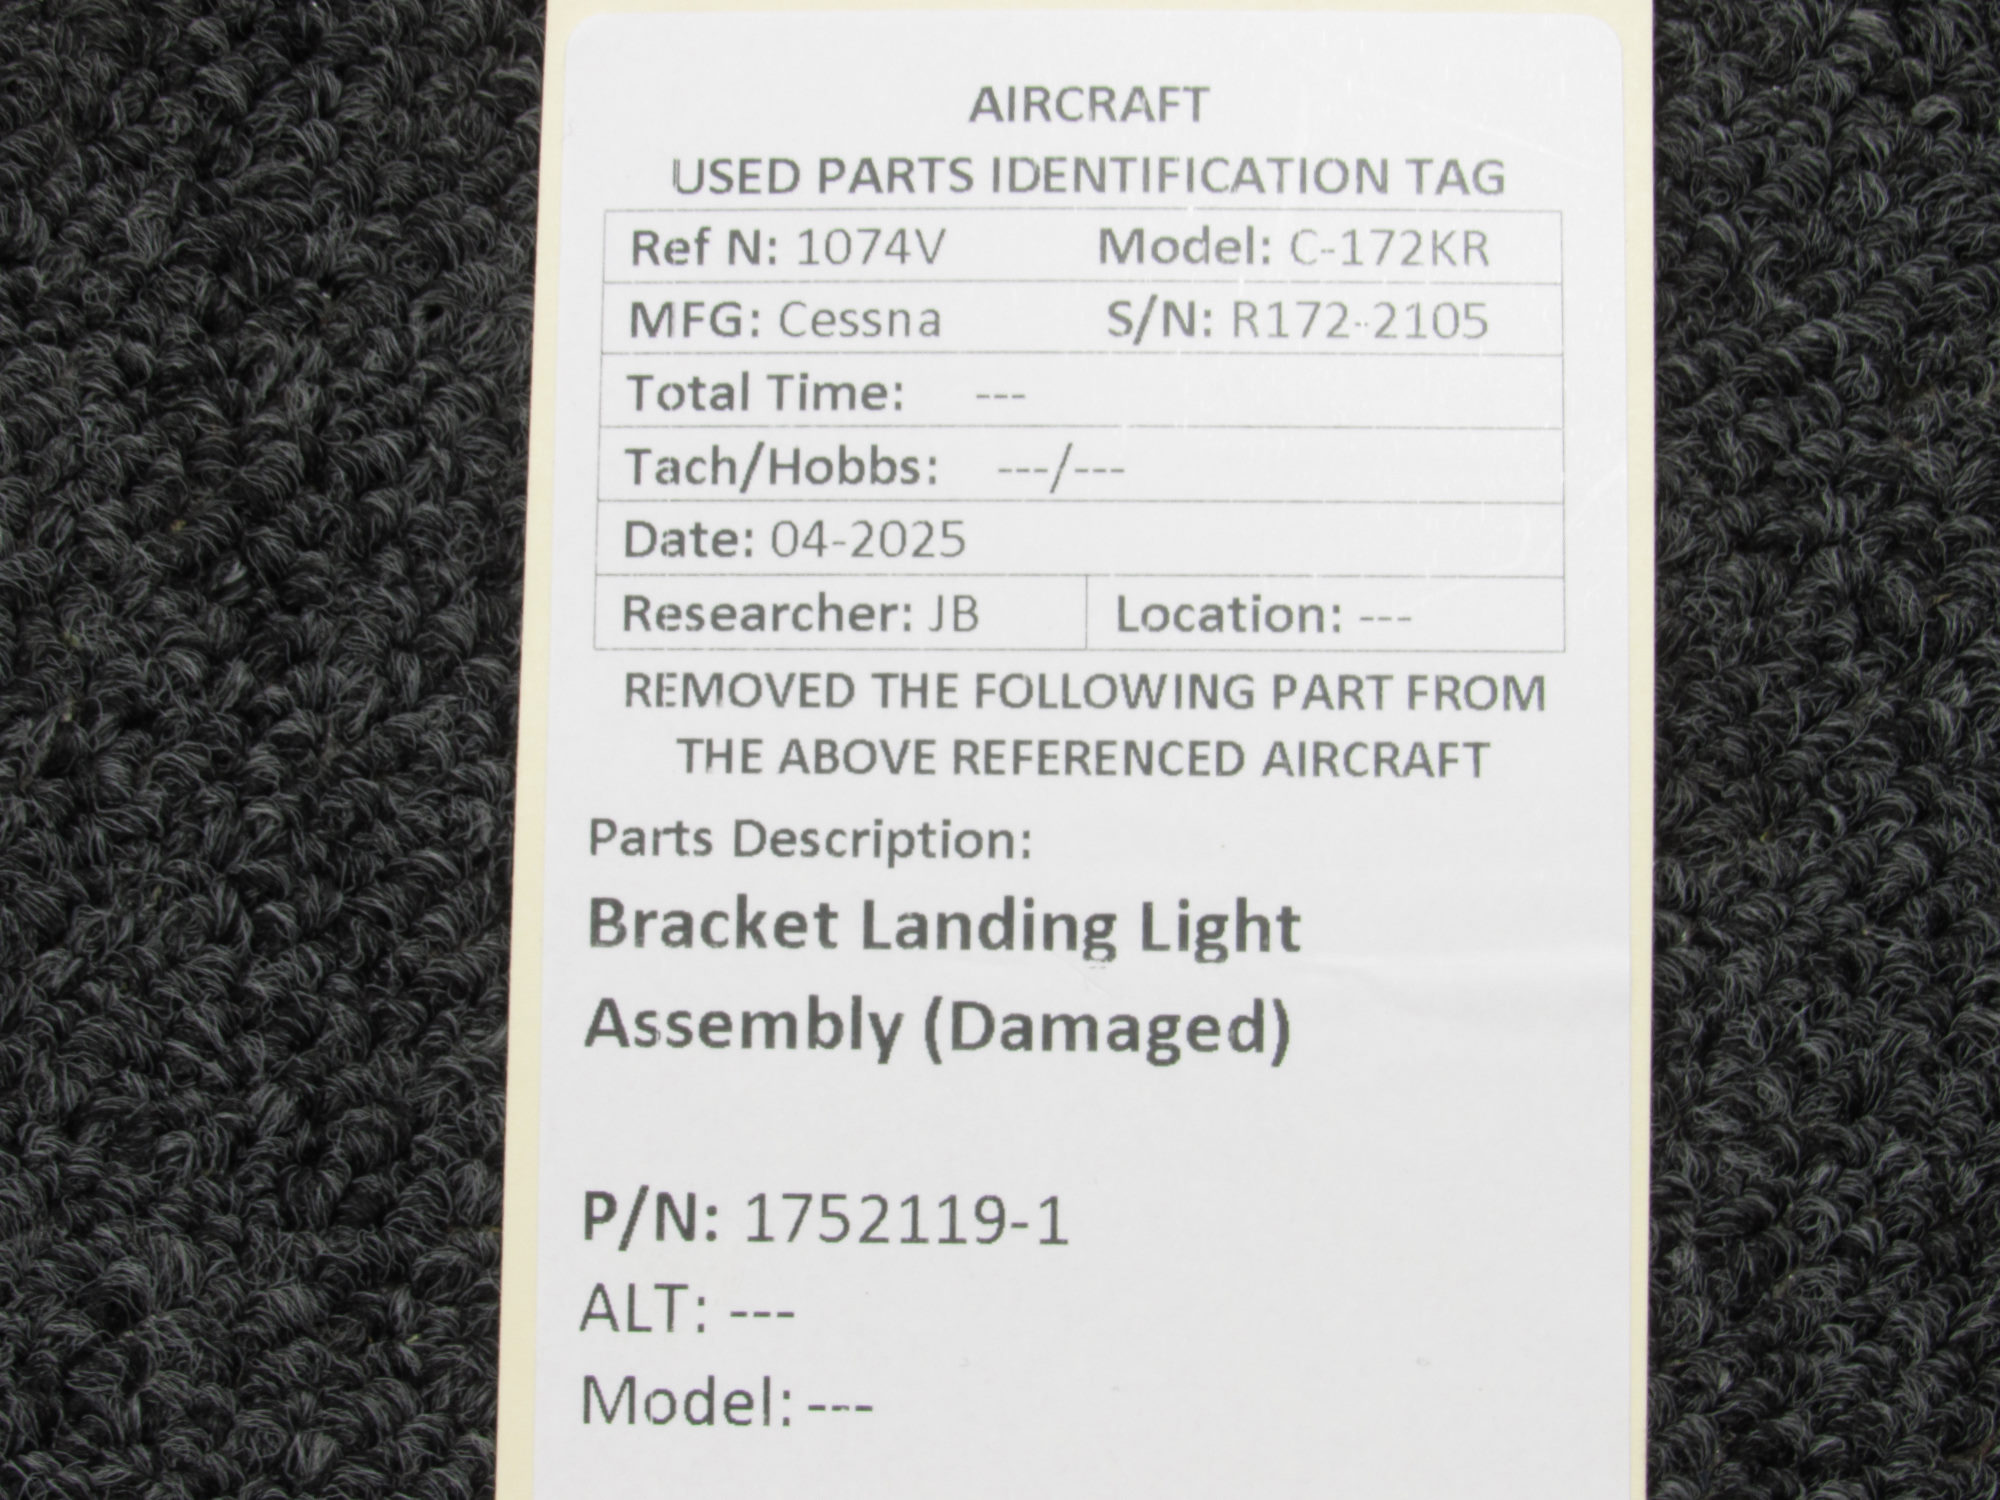 AIRCRAFT
USED PARTS IDENTIFICATION TAG
Ref N: 1074V Model: C-172KR
MFG: Cessna S/N: R172-2105
Total Time: ---
Tach/Hobbs: ---/---
Date: 04-2025
Researcher: JB Location: ---
REMOVED THE FOLLOWING PART FROM
THE ABOVE REFERENCED AIRCRAFT
Parts Description:
Bracket Landing Light
Assembly (Damaged)
P/N: 1752119-1
ALT: ---
Model: ---